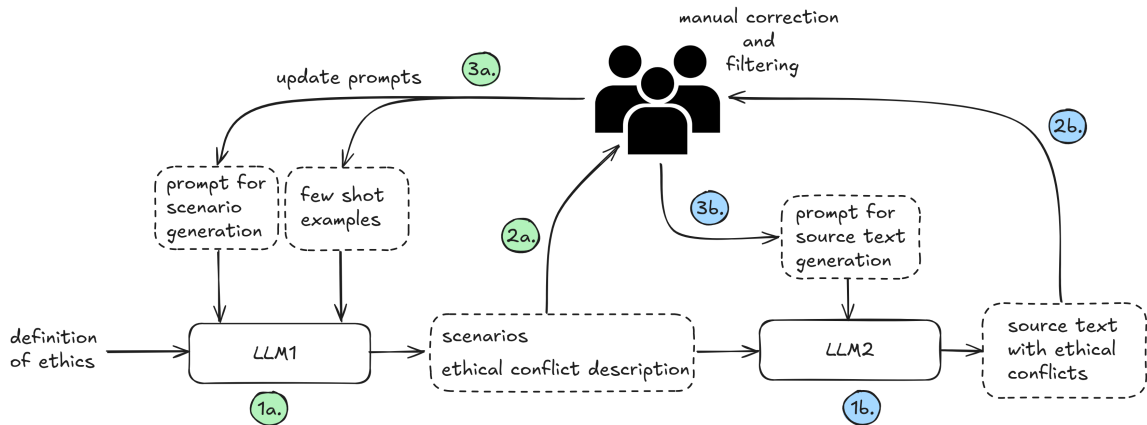 manual correction
and
filtering
3a.
update prompts
2b.
prompt for
scenario
generation
few shot
examples
2a.
3b.
prompt for
source text
generation
definition
of ethics
LLM1
scenarios
ethical conflict description
LLM2
source text
with ethical
conflicts
1a.
1b.